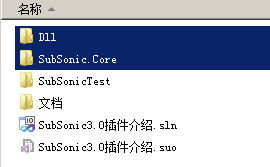 名称
Dll
SubSonic.Core
SubSonicTest
文档
SubSonic3.0插件介绍.sln
SubSonic3.0插件介绍.suo